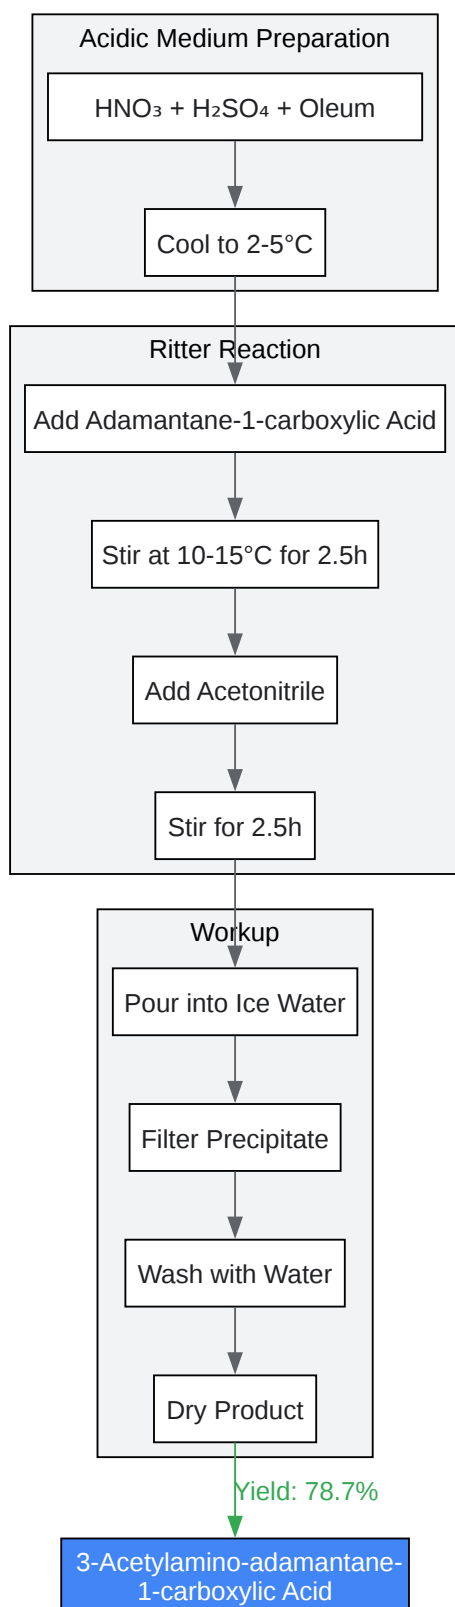 Acidic Medium Preparation
HNO₃ + H₂SO₄ + Oleum
Cool to 2-5°C
Ritter Reaction
Add Adamantane-1-carboxylic Acid
Stir at 10-15°C for 2.5h
Add Acetonitrile
Stir for 2.5h
Workup
Pour into Ice Water
Filter Precipitate
Wash with Water
Dry Product
Yield: 78.7%
3-Acetylamino-adamantane-
1-carboxylic Acid